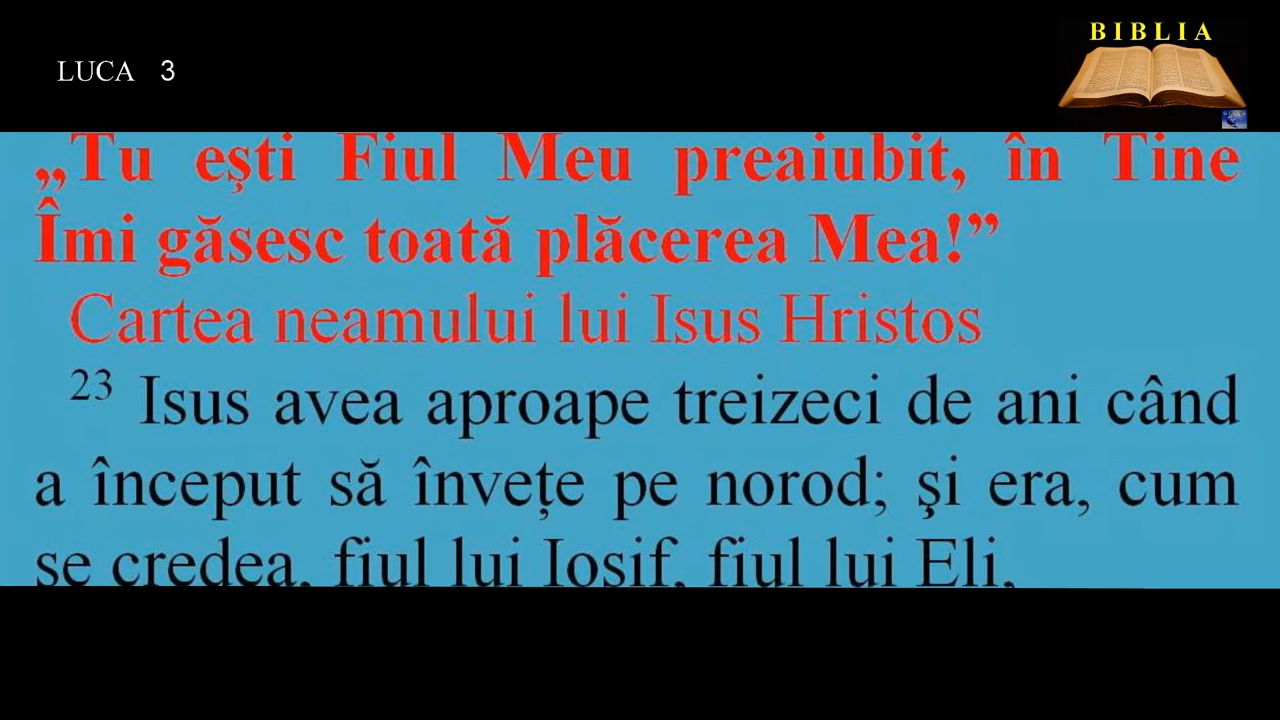 BIBLIA
LUCA 3
„Tu eşti Fiul Meu preaiubit, în Tine
Îmi găsesc toată plăcerea Mea!”
Cartea neamului lui Isus Hristos
23 Isus avea aproape treizeci de ani când
a început să înveţe pe norod; şi era, cum
se credea, fiul lui Iosif, fiul lui Eli,